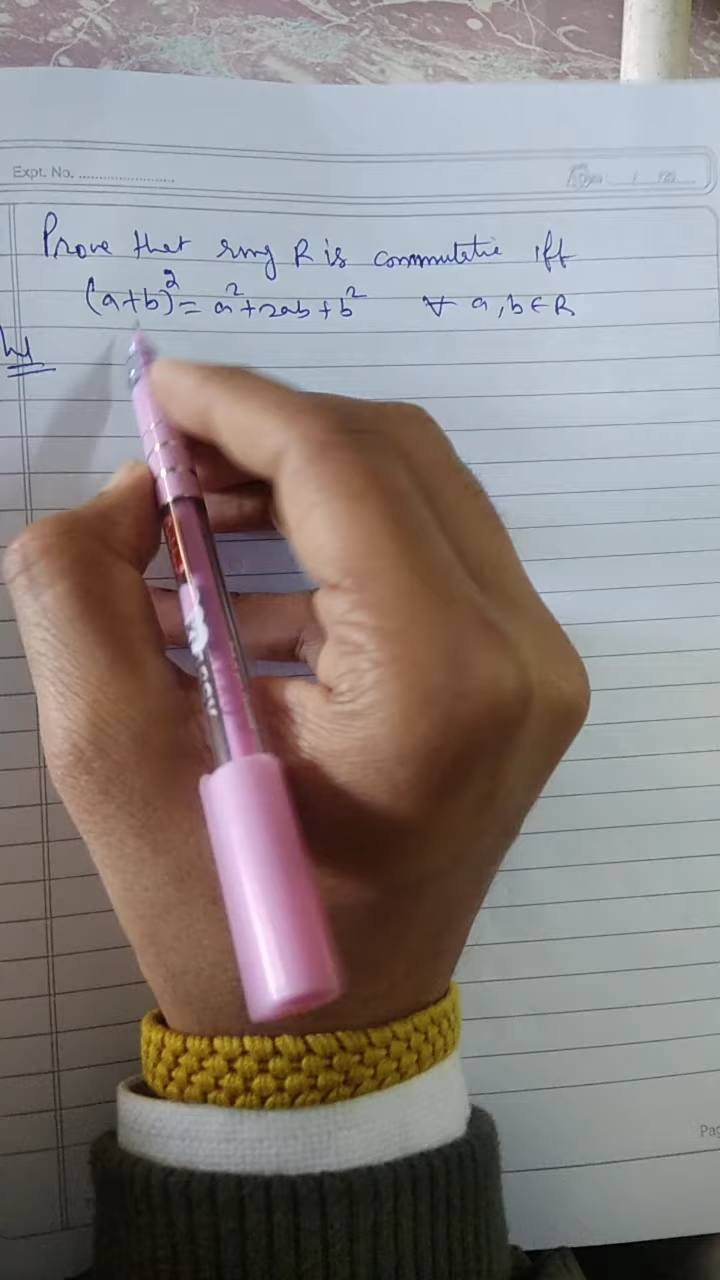 Expt. No. ........................
Prove that ring R is commutative iff
(a+b)² = a² + 2ab + b² ∀ a, b ∈ R